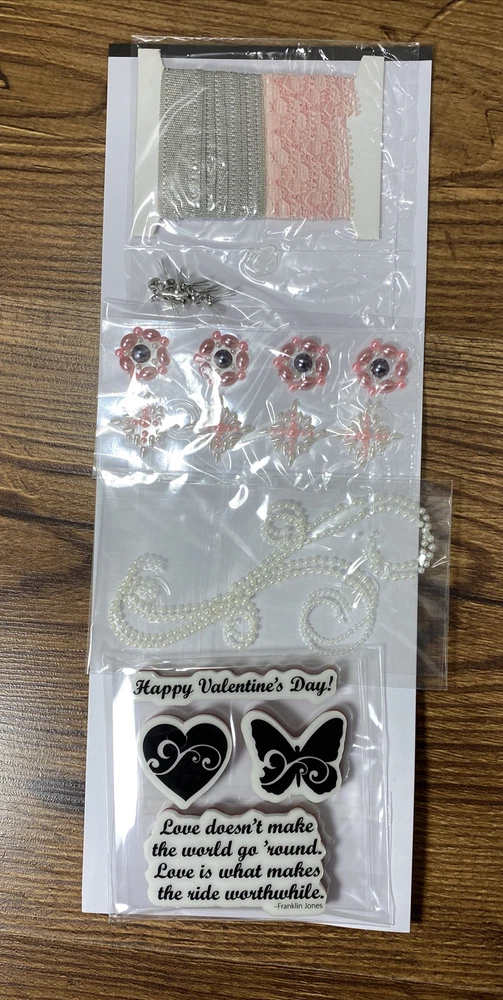 Happy Valentine's Day!
Love doesn't make
the world go 'round.
Love is what makes
the ride worthwhile.
–Franklin Jones